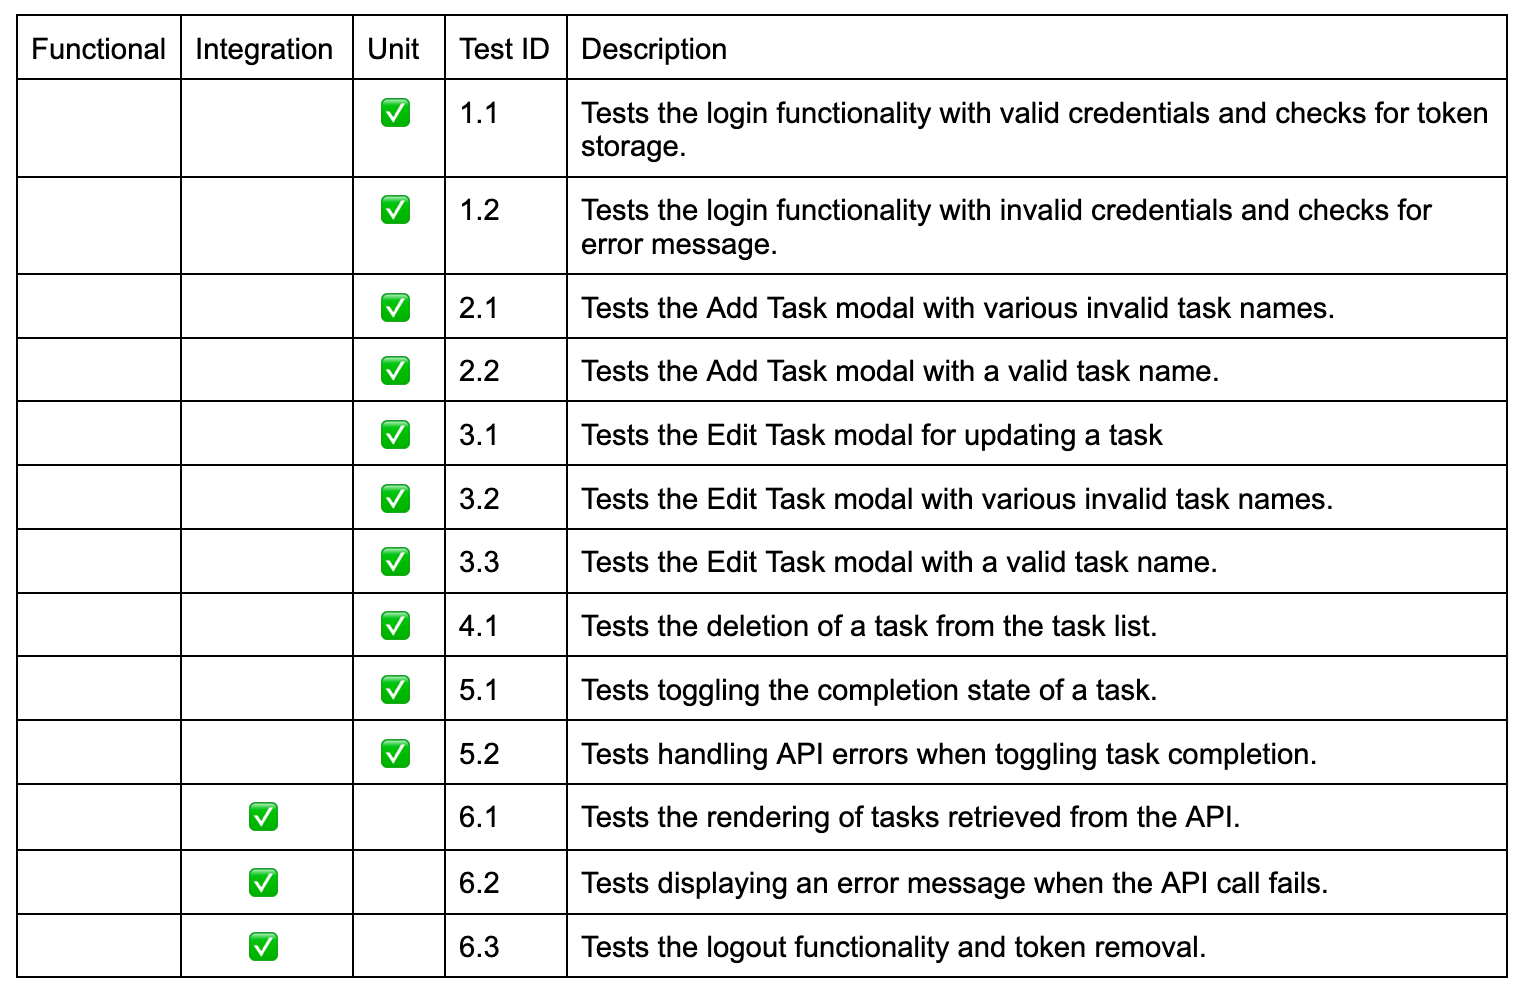 Functional Integration Unit Test ID Description
✅ 1.1 Tests the login functionality with valid credentials and checks for token
storage.
✅ 1.2 Tests the login functionality with invalid credentials and checks for
error message.
✅ 2.1 Tests the Add Task modal with various invalid task names.
✅ 2.2 Tests the Add Task modal with a valid task name.
✅ 3.1 Tests the Edit Task modal for updating a task
✅ 3.2 Tests the Edit Task modal with various invalid task names.
✅ 3.3 Tests the Edit Task modal with a valid task name.
✅ 4.1 Tests the deletion of a task from the task list.
✅ 5.1 Tests toggling the completion state of a task.
✅ 5.2 Tests handling API errors when toggling task completion.
✅ 6.1 Tests the rendering of tasks retrieved from the API.
✅ 6.2 Tests displaying an error message when the API call fails.
✅ 6.3 Tests the logout functionality and token removal.